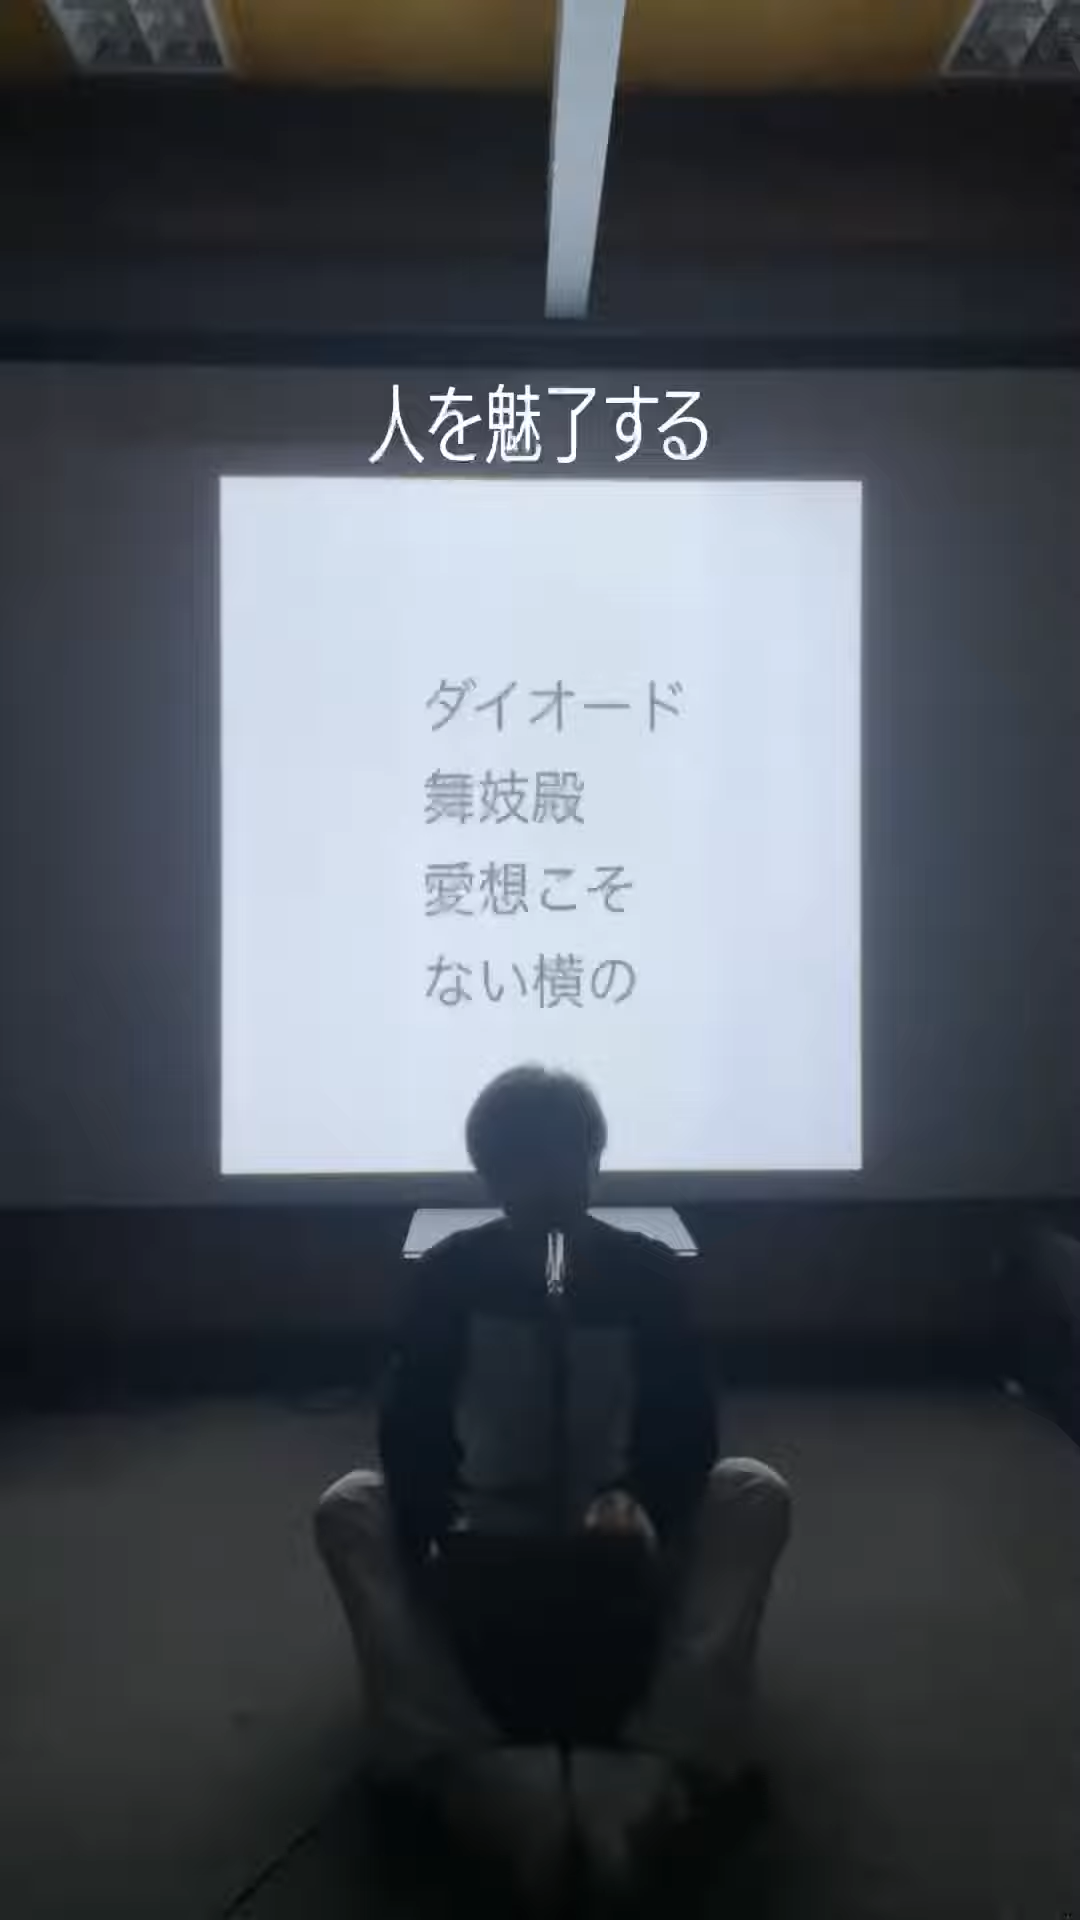 人を魅了する
ダイオード
舞妓殿
愛想こそ
ない横の